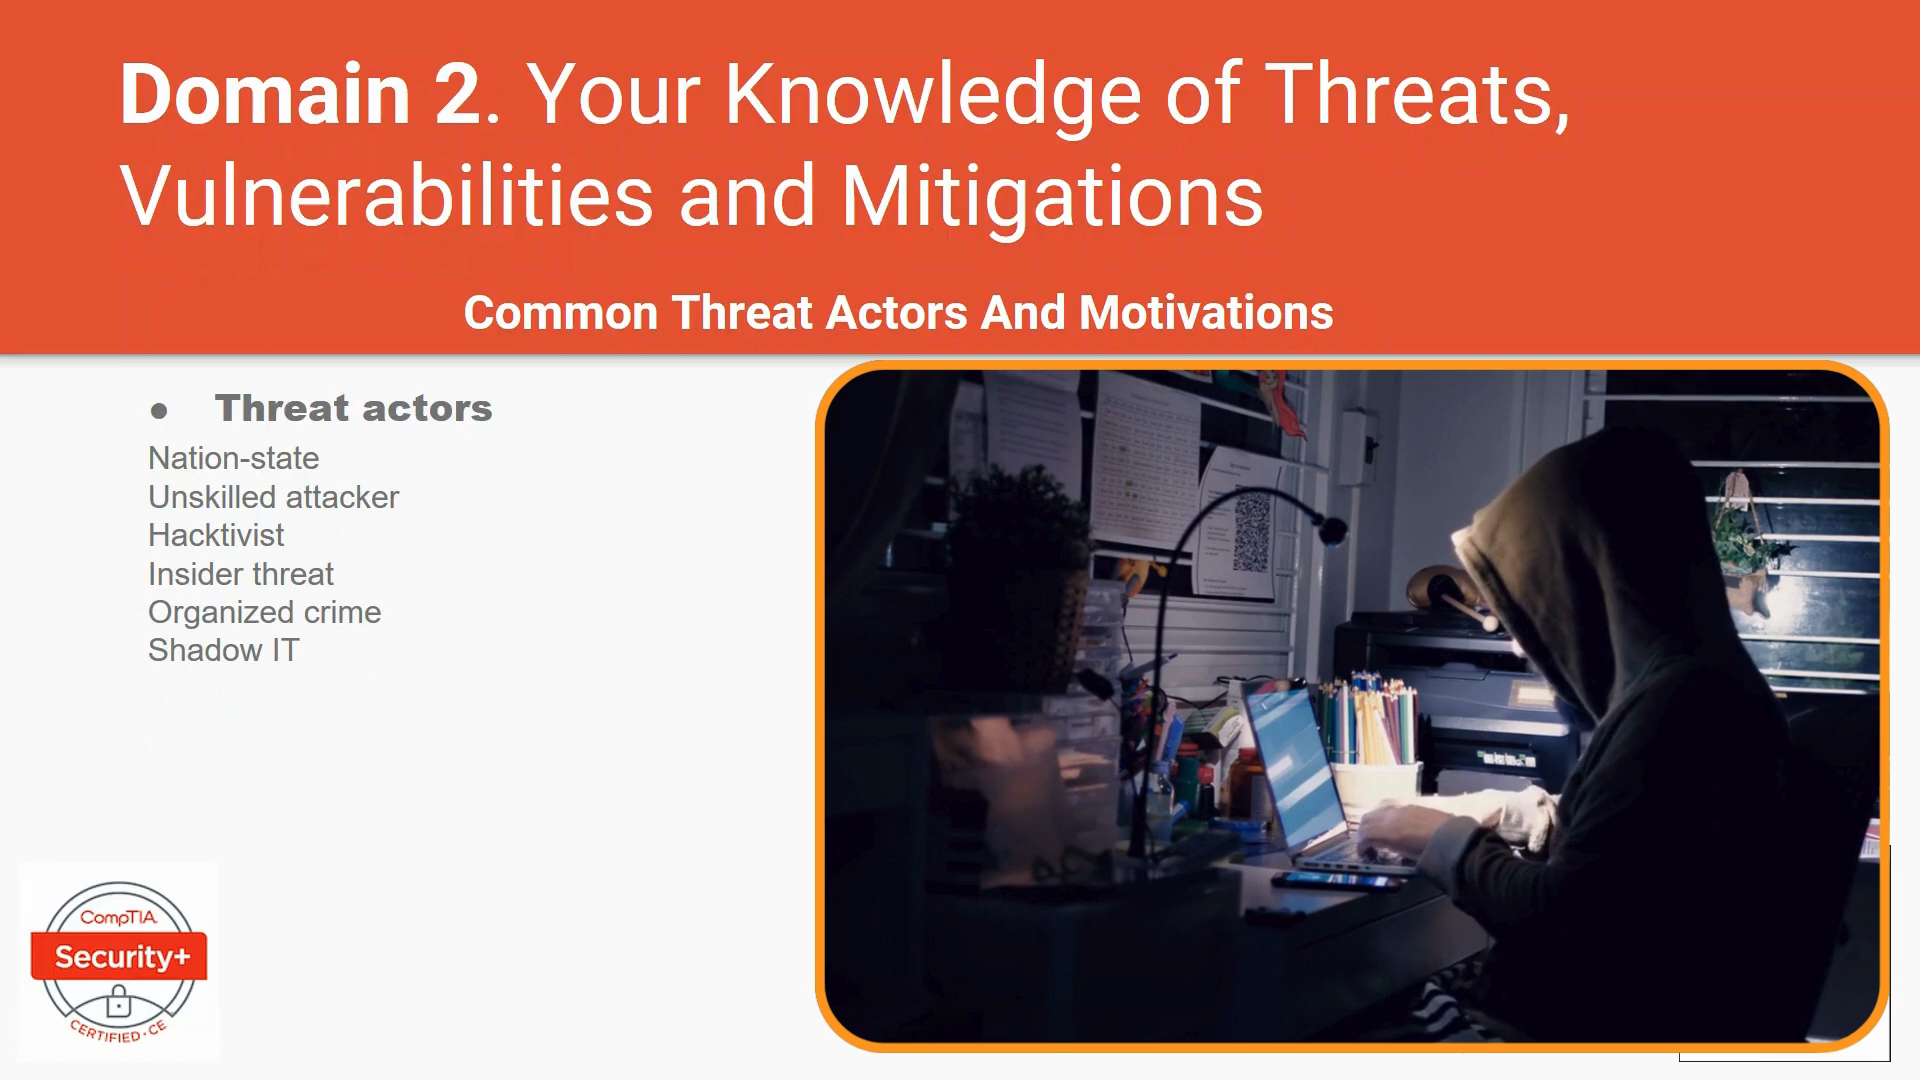 Domain 2. Your Knowledge of Threats,
Vulnerabilities and Mitigations
Common Threat Actors And Motivations
● Threat actors
Nation-state
Unskilled attacker
Hacktivist
Insider threat
Organized crime
Shadow IT
CompTIA.
Security+
CERTIFIED•CE